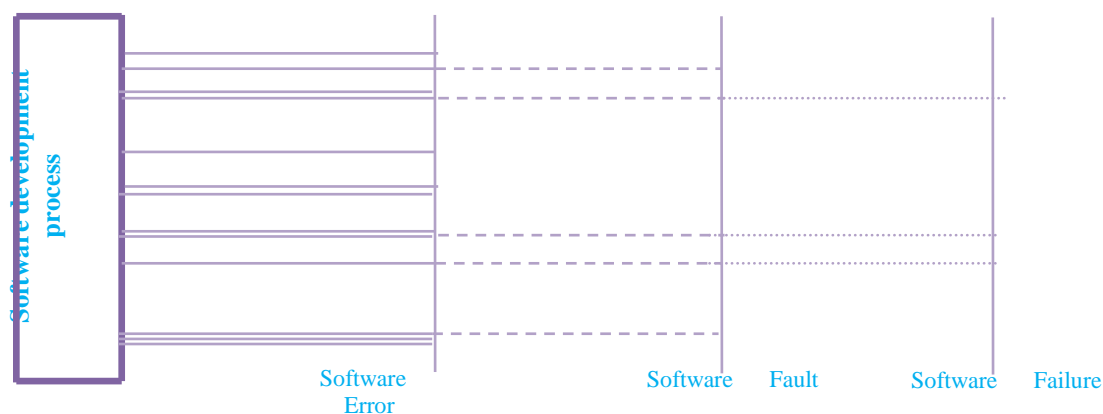 Software development
process
Software
Error
Software Fault
Software Failure